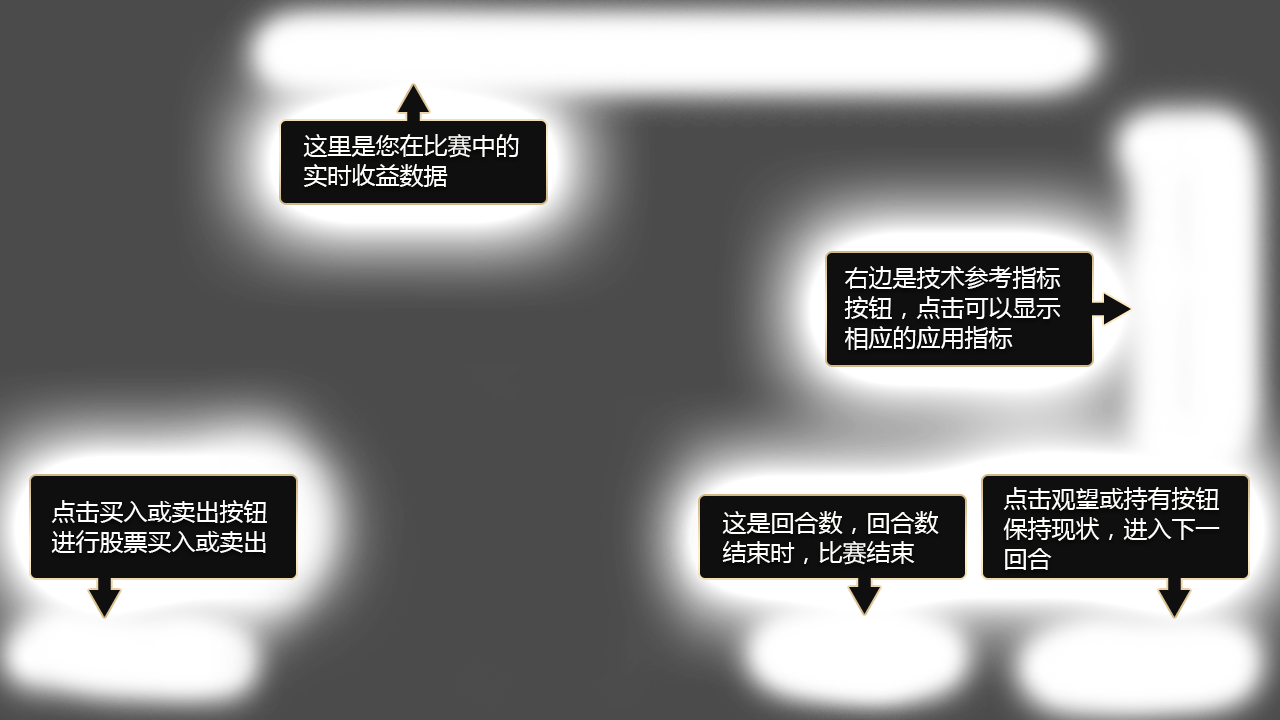 这里是您在比赛中的
实时收益数据
右边是技术参考指标
按钮，点击可以显示
相应的应用指标
点击买入或卖出按钮
进行股票买入或卖出
这是回合数，回合数
结束时，比赛结束
点击观望或持有按钮
保持现状，进入下一
回合